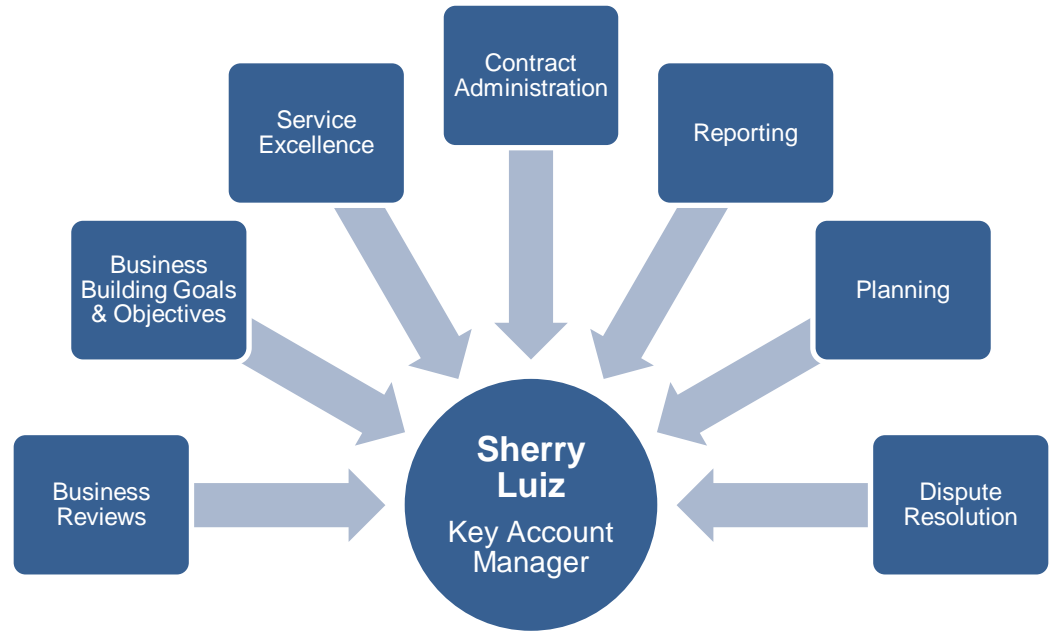 Contract
Administration
Service
Excellence
Reporting
Business
Building Goals
& Objectives
Planning
Business
Reviews
Sherry
Luiz
Key Account
Manager
Dispute
Resolution